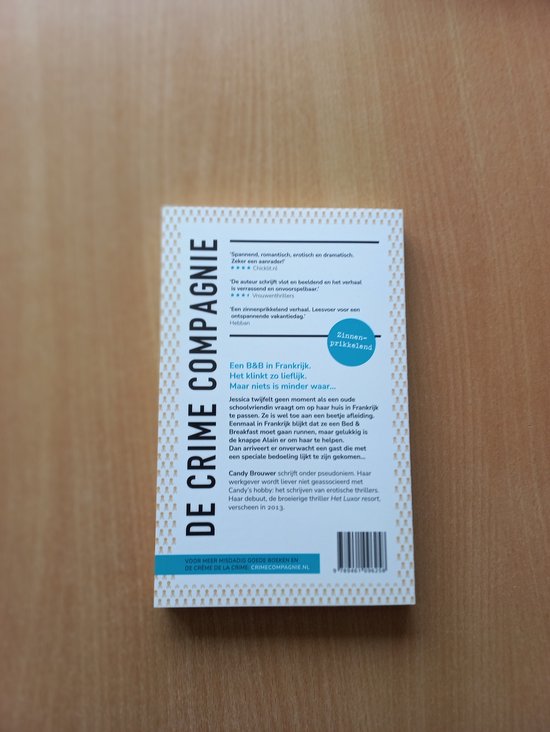 DE CRIME COMPAGNIE
'Spannend, romantisch, erotisch en dramatisch.
Zeker een aanrader!'
★★★★ Chicklit.nl
'De auteur schrijft vlot en beeldend en het verhaal
is verrassend en onvoorspelbaar.'
Vrouwenthrillers
'Een zinnenprikkelend verhaal. Leesvoer voor een
ontspannende vakantiedag.'
Hebban
Zinnen-
prikkelend
Een B&B in Frankrijk.
Het klinkt zo lieflijk.
Maar niets is minder waar...
Jessica twijfelt geen moment als een oude
schoolvriendin vraagt om op haar huis in Frankrijk
te passen. Ze is wel toe aan een beetje afleiding.
Eenmaal in Frankrijk blijkt dat ze een Bed &
Breakfast moet gaan runnen, maar gelukkig is
de knappe Alain er om haar te helpen.
Dan arriveert er onverwacht een gast die met
een speciale bedoeling lijkt te zijn gekomen...
Candy Brouwer schrijft onder pseudoniem. Haar
werkgever wordt liever niet geassocieerd met
Candy's hobby: het schrijven van erotische thrillers.
Haar debuut, de broeierige thriller Het Luxor resort,
verscheen in 2013.
VOOR MEER MISDADIG GOEDE BOEKEN EN
DE CRÈME DE LA CRIME: CRIMECOMPAGNIE.NL